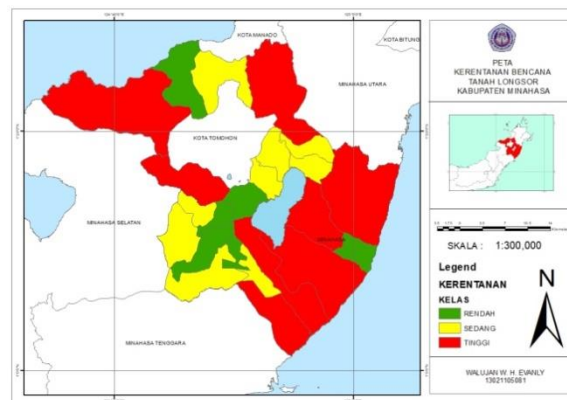 KOTA MANADO
KOTA BITUNG
MINAHASA UTARA
KOTA TOMOHON
MINAHASA SELATAN
MINAHASA TENGGARA
PETA
KERENTANAN BENCANA
TANAH LONGSOR
KABUPATEN MINAHASA
SKALA : 1:300,000
Legend
KERENTANAN
KELAS
RENDAH
SEDANG
TINGGI
N
WALUJAN W. H. EVANLY
13021106081